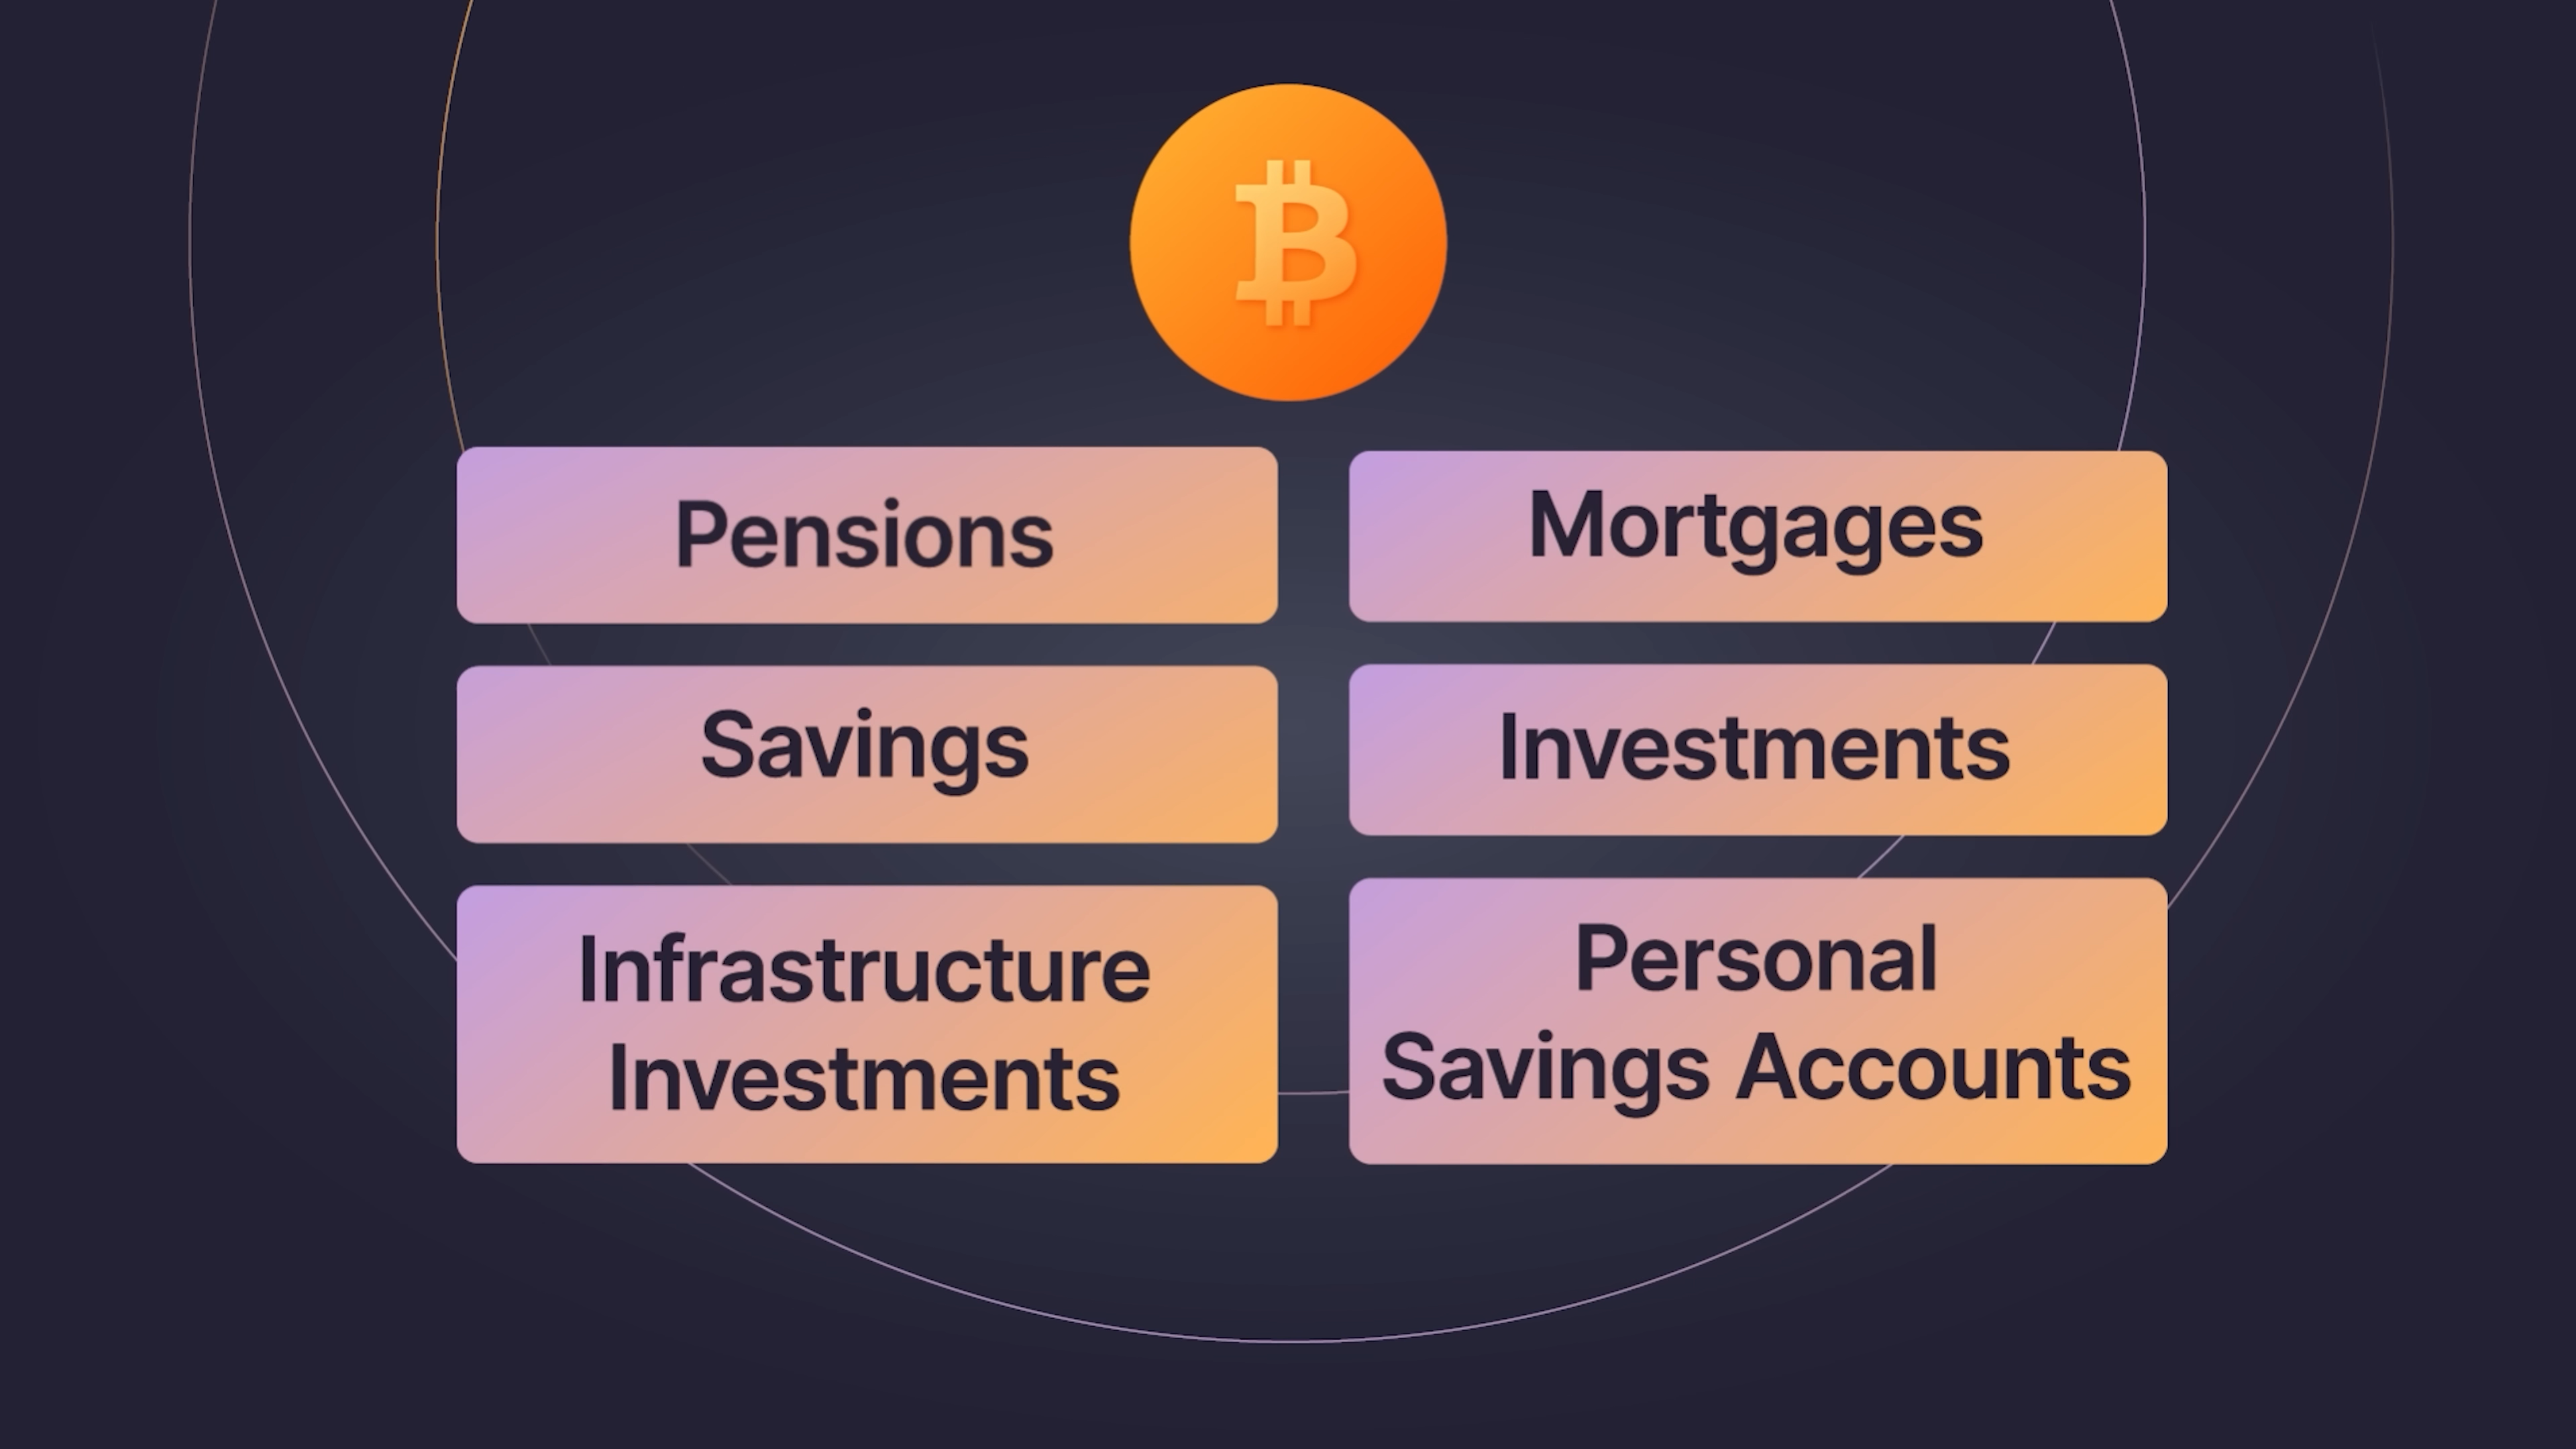 Pensions
Mortgages
Savings
Investments
Infrastructure
Investments
Personal
Savings Accounts